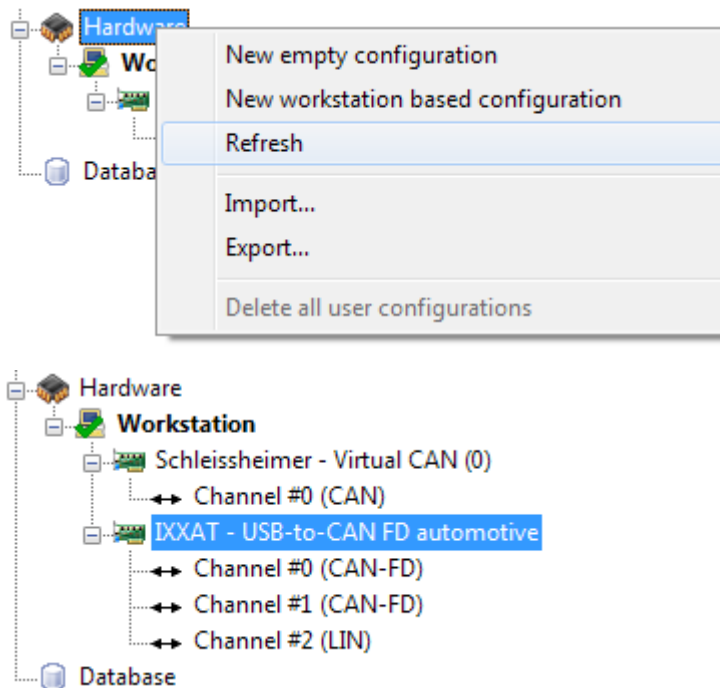 Hardware
New empty configuration
New workstation based configuration
Refresh
Import...
Export...
Delete all user configurations
Hardware
Workstation
Schleissheimer - Virtual CAN (0)
Channel #0 (CAN)
IXXAT - USB-to-CAN FD automotive
Channel #0 (CAN-FD)
Channel #1 (CAN-FD)
Channel #2 (LIN)
Database